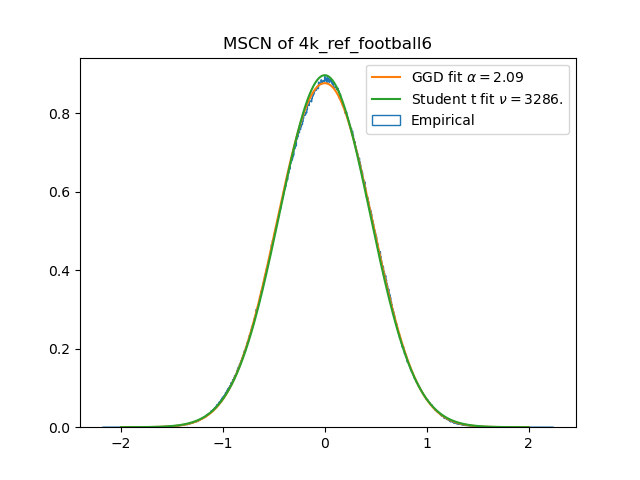 MSCN of 4k_ref_football6
GGD fit α = 2.09
Student t fit ν = 3286.
Empirical
0.8
0.6
0.4
0.2
0.0
−2
−1
0
1
2